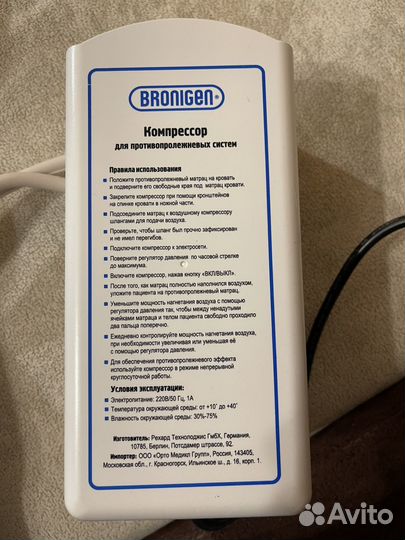 BRONIGEN®
Компрессор
для противопролежневых систем
Правила использования
■ Положите противопролежневый матрац на кровать
и подверните его свободные края под матрац кровати.
■ Закрепите компрессор при помощи кронштейнов
на спинке кровати в ножной части.
■ Подсоедините матрац к воздушному компрессору
шлангами для подачи воздуха.
■ Проверьте, чтобы шланг был прочно зафиксирован
и не имел перегибов.
■ Подключите компрессор к электросети.
■ Поверните регулятор давления по часовой стрелке
до максимума.
■ Включите компрессор, нажав кнопку «ВКЛ/ВЫКЛ».
■ После того, как матрац полностью наполнился воздухом,
уложите пациента на противопролежневый матрац.
■ Уменьшите мощность нагнетания воздуха с помощью
регулятора давления так, чтобы между ненадутыми
ячейками матраца и телом пациента свободно проходило
два пальца поперечно.
■ Ежедневно контролируйте мощность нагнетания воздуха,
при необходимости увеличивая или уменьшая её
с помощью регулятора давления.
■ Для обеспечения противопролежневого эффекта
используйте компрессор в режиме непрерывной
круглосуточной работы.
Условия эксплуатации:
■ Электропитание: 220В/50 Гц, 1А
■ Температура окружающей среды: от +10˚ до +40˚
■ Влажность окружающей среды: 30%-75%
Изготовитель: Рехард Технолоджис ГмбХ, Германия,
10785, Берлин, Потсдамер штрассе, 92.
Импортер: ООО «Орто Медикл Групп», Россия, 143405,
Московская обл., г. Красногорск, Ильинское ш., д. 16, корп. 1.
Avito